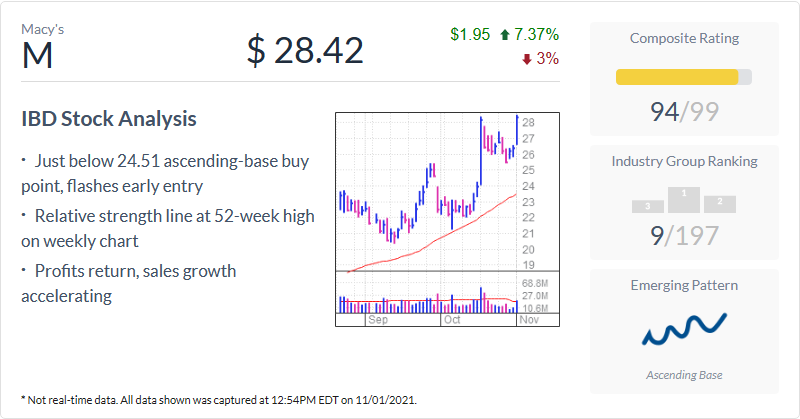 Macy's
M
$ 28.42
$1.95 7.37%
3%
IBD Stock Analysis
· Just below 24.51 ascending-base buy
point, flashes early entry
· Relative strength line at 52-week high
on weekly chart
· Profits return, sales growth
accelerating
28
27
26
25
24
23
22
21
20
19
68.8M
27.0M
10.6M
Sep Oct Nov
Composite Rating
94/99
Industry Group Ranking
3 1 2
9/197
Emerging Pattern
Ascending Base
* Not real-time data. All data shown was captured at 12:54PM EDT on 11/01/2021.